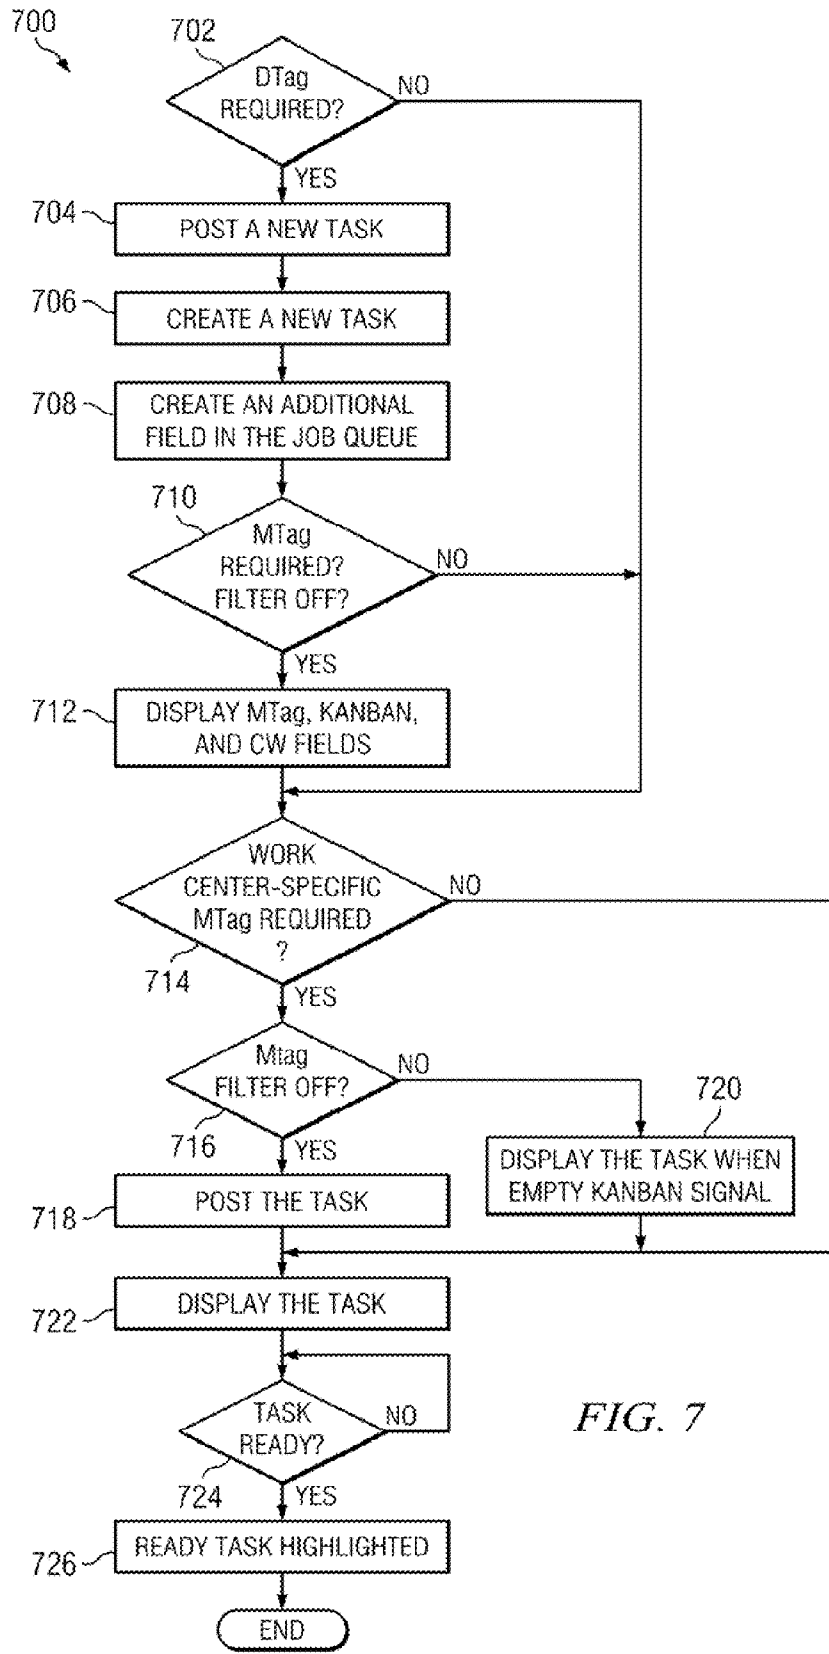 700
702
DTag
REQUIRED?
NO
YES
704
POST A NEW TASK
706
CREATE A NEW TASK
708
CREATE AN ADDITIONAL
FIELD IN THE JOB QUEUE
710
MTag
REQUIRED?
FILTER OFF?
NO
YES
712
DISPLAY MTag, KANBAN,
AND CW FIELDS
WORK
CENTER-SPECIFIC
MTag REQUIRED
?
NO
714
YES
Mtag
FILTER OFF?
NO
716
YES
720
DISPLAY THE TASK WHEN
EMPTY KANBAN SIGNAL
718
POST THE TASK
722
DISPLAY THE TASK
TASK
READY?
NO
724
YES
FIG. 7
726
READY TASK HIGHLIGHTED
END